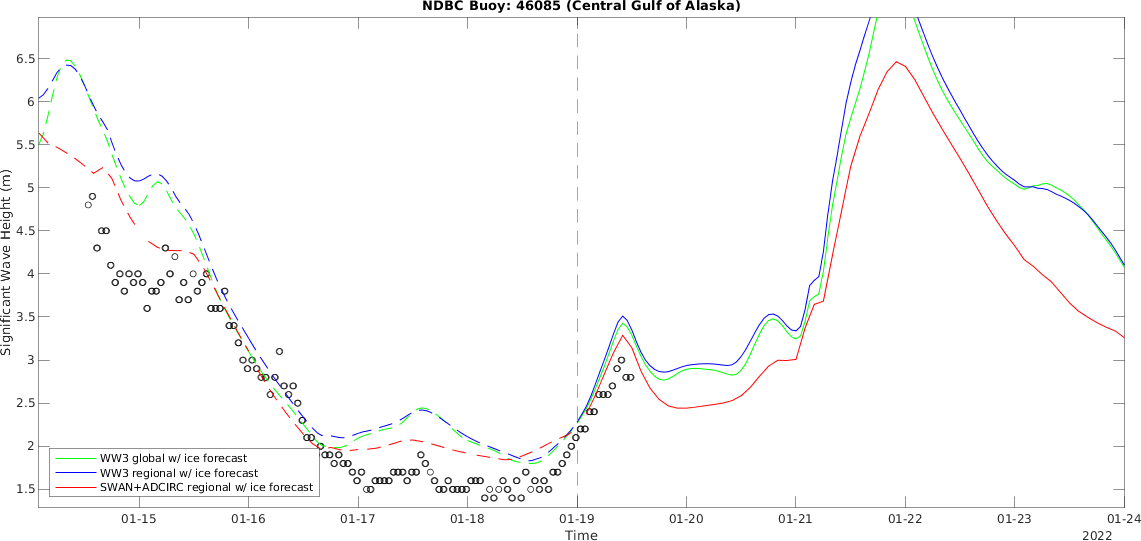 NDBC Buoy: 46085 (Central Gulf of Alaska)
Significant Wave Height (m)
6.5
6
5.5
5
4.5
4
3.5
3
2.5
2
1.5
WW3 global w/ ice forecast
WW3 regional w/ ice forecast
SWAN+ADCIRC regional w/ ice forecast
01-15 01-16 01-17 01-18 01-19 01-20 01-21 01-22 01-23 01-24
Time
2022